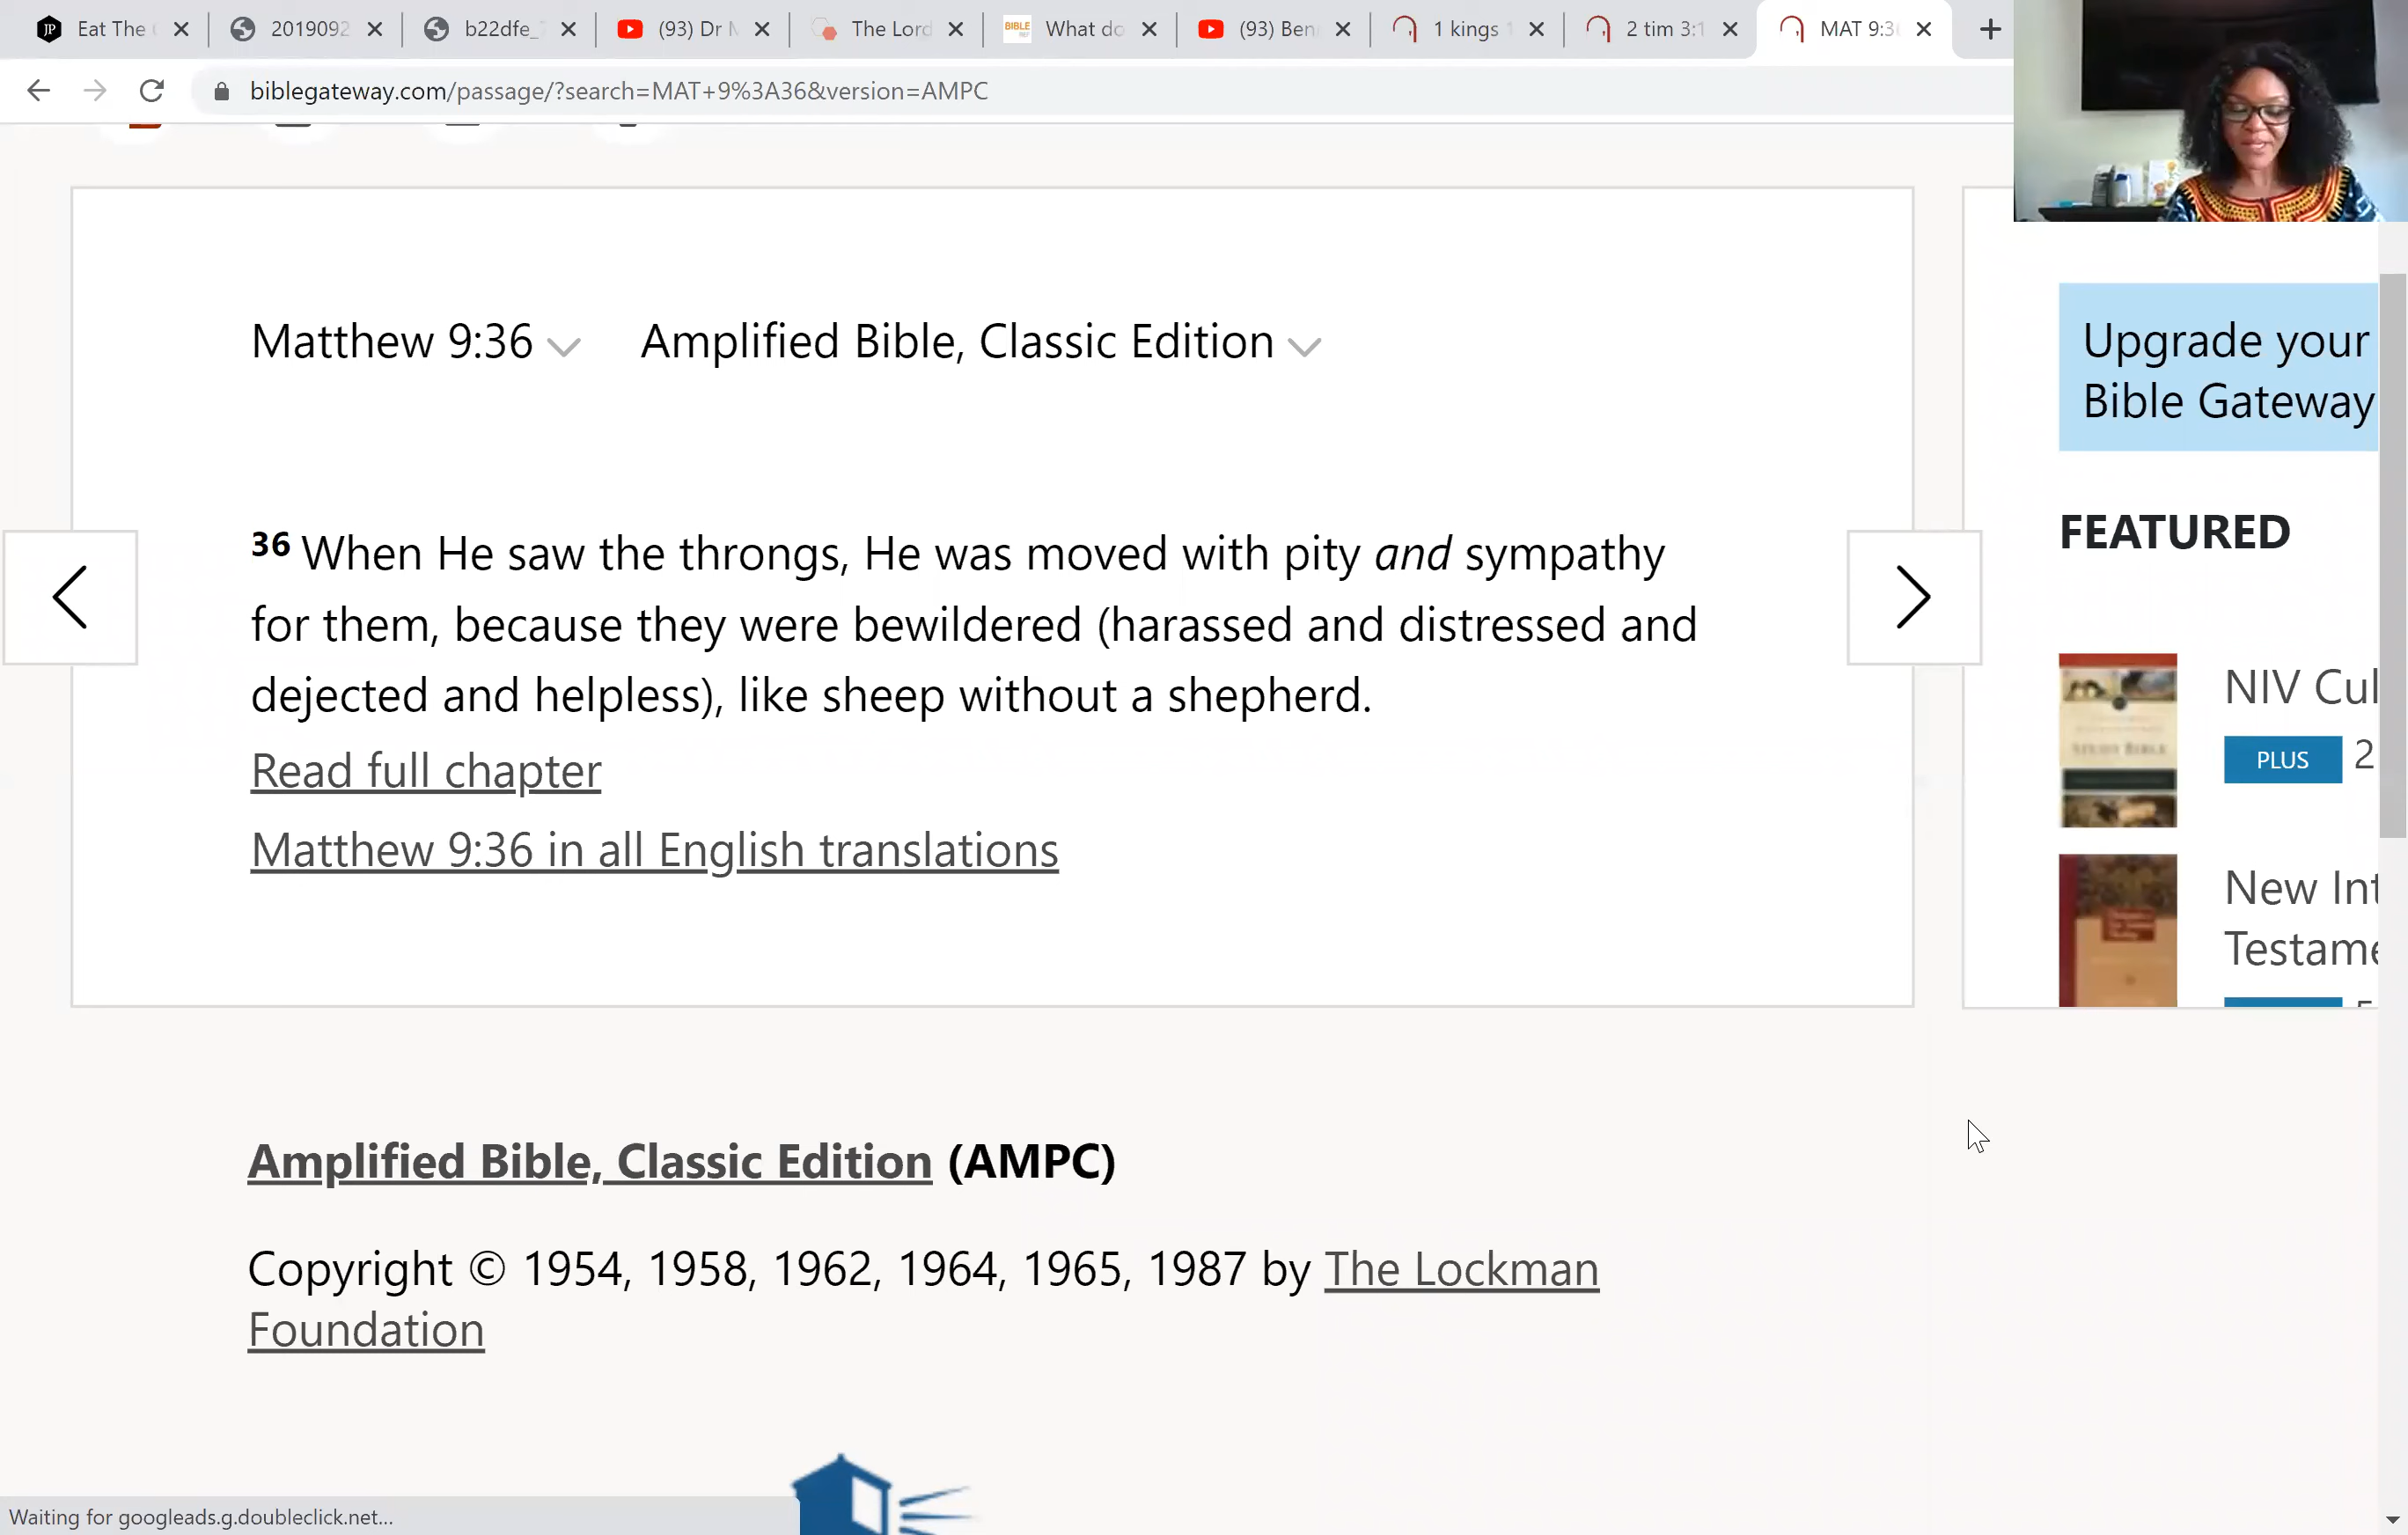 Eat The
2019092
b22dfe_
(93) Dr
The Lord
What do
(93) Ben
1 kings
2 tim 3:1
MAT 9:3
biblegateway.com/passage/?search=MAT+9%3A36&version=AMPC
Matthew 9:36
Amplified Bible, Classic Edition
36 When He saw the throngs, He was moved with pity and sympathy
for them, because they were bewildered (harassed and distressed and
dejected and helpless), like sheep without a shepherd.
Read full chapter
Matthew 9:36 in all English translations
Upgrade your
Bible Gateway
FEATURED
NIV Cul
STUDY BIBLE
PLUS 2
New Int
Testame
Amplified Bible, Classic Edition (AMPC)
Copyright © 1954, 1958, 1962, 1964, 1965, 1987 by The Lockman
Foundation
Waiting for googleads.g.doubleclick.net...